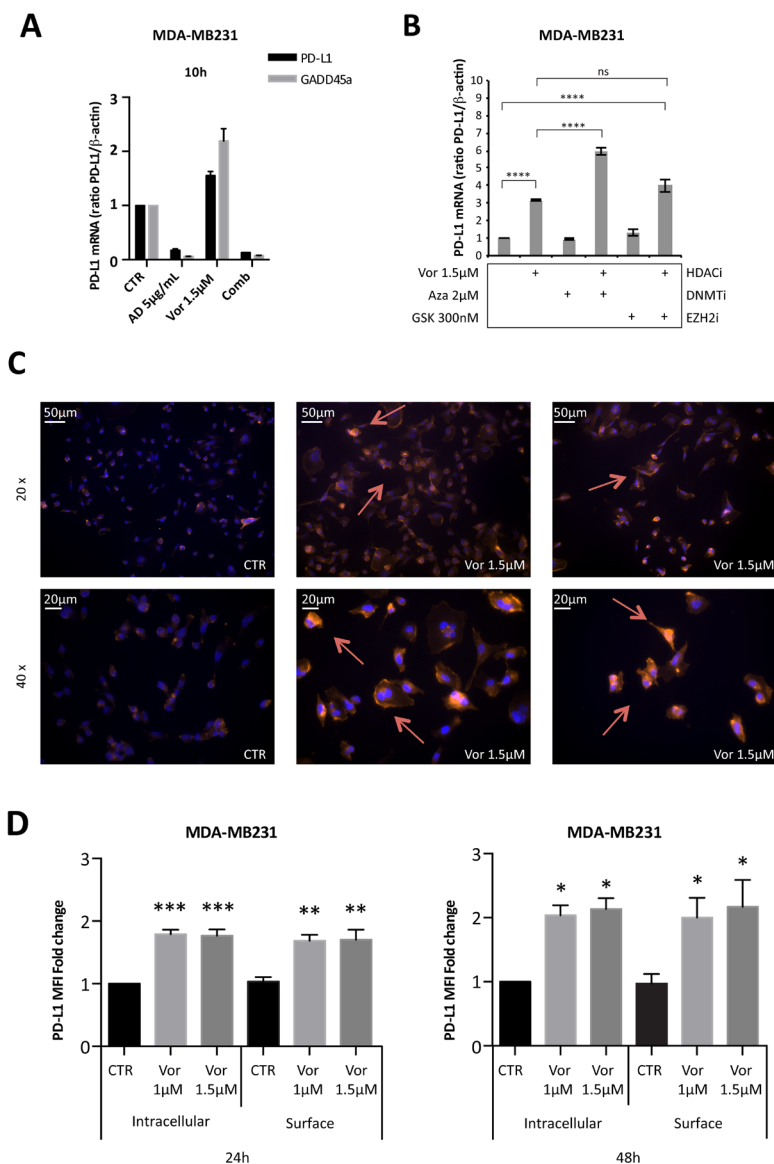 A
MDA-MB231
10h
PD-L1
GADD45a
PD-L1 mRNA (ratio PD-L1/β-actin)
3
2
1
0
CTR
AD 5µg/mL
Vor 1.5µM
Comb
B
MDA-MB231
PD-L1 mRNA (ratio PD-L1/β-actin)
10
9
8
7
6
5
4
3
2
1
0
ns
****
****
****
Vor 1.5µM + + + HDACi
Aza 2µM + + DNMTi
GSK 300nM + + EZH2i
C
20 x
50µm
CTR
50µm
Vor 1.5µM
50µm
Vor 1.5µM
40 x
20µm
CTR
20µm
Vor 1.5µM
20µm
Vor 1.5µM
D
MDA-MB231
PD-L1 MFI Fold change
3
2
1
0
*** *** ** **
CTR Vor 1µM Vor 1.5µM CTR Vor 1µM Vor 1.5µM
Intracellular Surface
24h
MDA-MB231
PD-L1 MFI Fold change
3
2
1
0
* * * *
CTR Vor 1µM Vor 1.5µM CTR Vor 1µM Vor 1.5µM
Intracellular Surface
48h